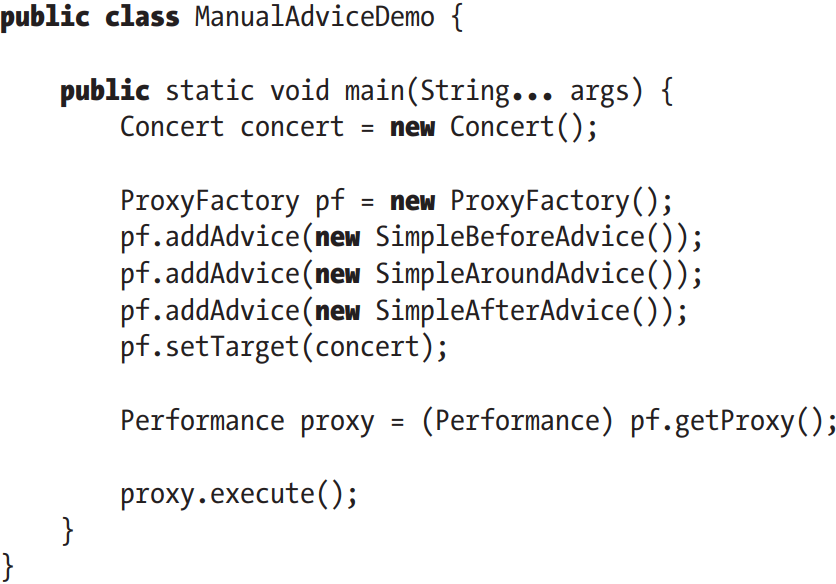 public class ManualAdviceDemo {
public static void main(String... args) {
Concert concert = new Concert();
ProxyFactory pf = new ProxyFactory();
pf.addAdvice(new SimpleBeforeAdvice());
pf.addAdvice(new SimpleAroundAdvice());
pf.addAdvice(new SimpleAfterAdvice());
pf.setTarget(concert);
Performance proxy = (Performance) pf.getProxy();
proxy.execute();
}
}